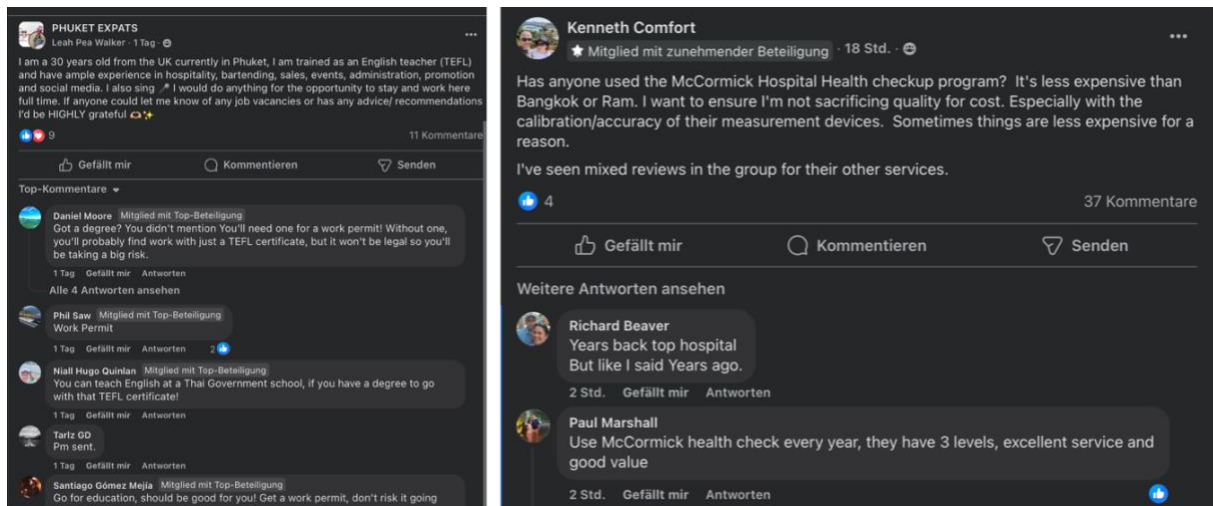 PHUKET EXPATS
Leah Pea Walker · 1 Tag ·
I am a 30 years old from the UK currently in Phuket, I am trained as an English teacher (TEFL)
and have ample experience in hospitality, bartending, sales, events, administration, promotion
and social media. I also sing 🎤 I would do anything for the opportunity to stay and work here
full time. If anyone could let me know of any job vacancies or has any advice/ recommendations
I'd be HIGHLY grateful 🫶✨
9
11 Kommentare
Gefällt mir
Kommentieren
Senden
Top-Kommentare
Daniel Moore Mitglied mit Top-Beteiligung
Got a degree? You didn't mention You'll need one for a work permit! Without one,
you'll probably find work with just a TEFL certificate, but it won't be legal so you'll
be taking a big risk.
1 Tag Gefällt mir Antworten
Alle 4 Antworten ansehen
Phil Saw Mitglied mit Top-Beteiligung
Work Permit
1 Tag Gefällt mir Antworten 2
Niall Hugo Quinlan Mitglied mit Top-Beteiligung
You can teach English at a Thai Government school, if you have a degree to go
with that TEFL certificate!
1 Tag Gefällt mir Antworten
Tarlz GD
Pm sent.
1 Tag Gefällt mir Antworten
Santiago Gómez Mejía Mitglied mit Top-Beteiligung
Go for education, should be good for you! Get a work permit, don't risk it going
Kenneth Comfort
Mitglied mit zunehmender Beteiligung · 18 Std. ·
Has anyone used the McCormick Hospital Health checkup program? It's less expensive than
Bangkok or Ram. I want to ensure I'm not sacrificing quality for cost. Especially with the
calibration/accuracy of their measurement devices. Sometimes things are less expensive for a
reason.
I've seen mixed reviews in the group for their other services.
4
37 Kommentare
Gefällt mir
Kommentieren
Senden
Weitere Antworten ansehen
Richard Beaver
Years back top hospital
But like I said Years ago.
2 Std. Gefällt mir Antworten
Paul Marshall
Use McCormick health check every year, they have 3 levels, excellent service and
good value
2 Std. Gefällt mir Antworten